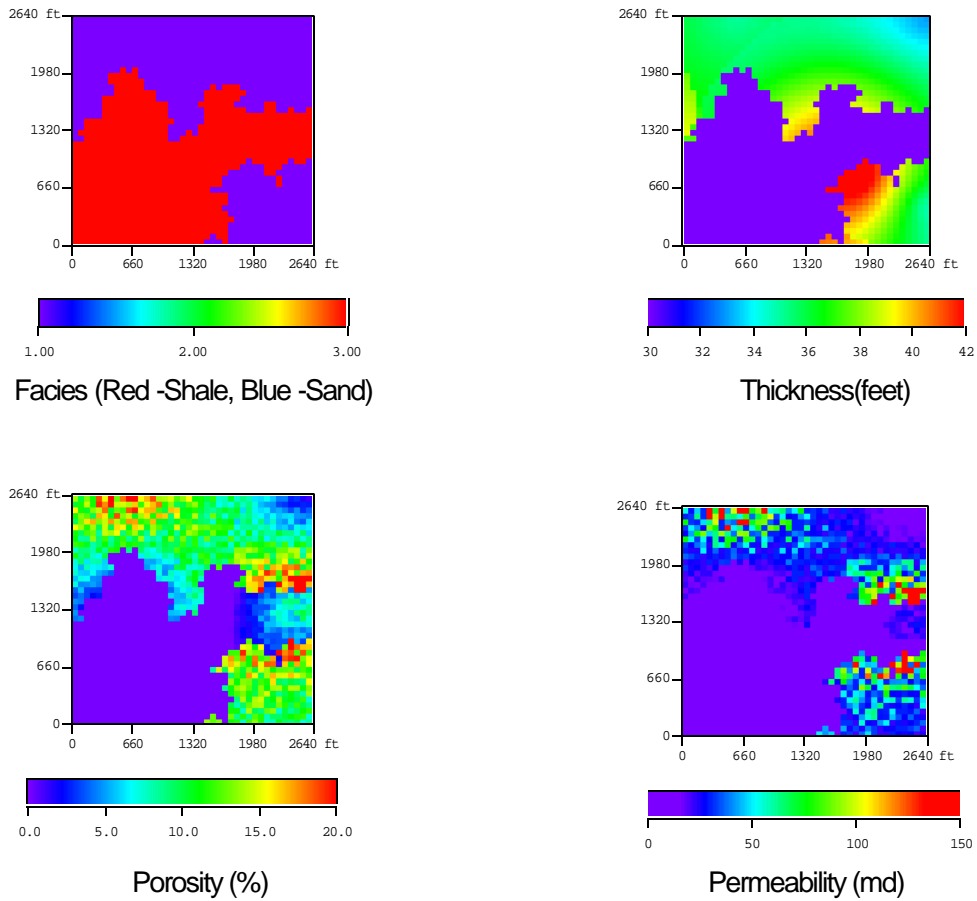 2640 ft
1980
1320
660
0
0 660 1320 1980 2640 ft
1.00 2.00 3.00
Facies (Red -Shale, Blue -Sand)
2640 ft
1980
1320
660
0
0 660 1320 1980 2640 ft
30 32 34 36 38 40 42
Thickness(feet)
2640 ft
1980
1320
660
0
0 660 1320 1980 2640 ft
0.0 5.0 10.0 15.0 20.0
Porosity (%)
2640 ft
1980
1320
660
0
0 660 1320 1980 2640 ft
0 50 100 150
Permeability (md)